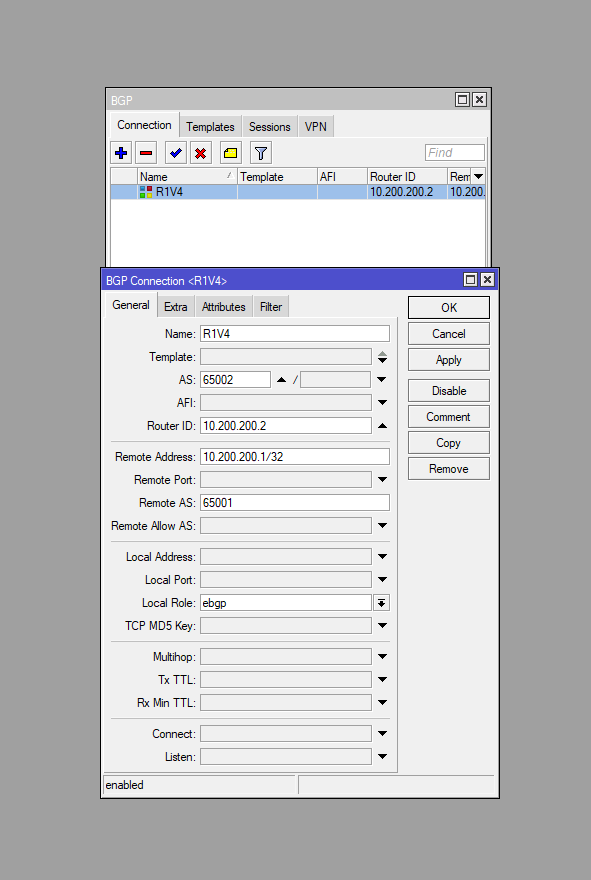 BGP
Connection Templates Sessions VPN
Find
Name Template AFI Router ID Rem
R1V4 10.200.200.2 10.200.
BGP Connection <R1V4>
General Extra Attributes Filter
Name: R1V4
Template:
AS: 65002 /
AFI:
Router ID: 10.200.200.2
Remote Address: 10.200.200.1/32
Remote Port:
Remote AS: 65001
Remote Allow AS:
Local Address:
Local Port:
Local Role: ebgp
TCP MD5 Key:
Multihop:
Tx TTL:
Rx Min TTL:
Connect:
Listen:
OK
Cancel
Apply
Disable
Comment
Copy
Remove
enabled